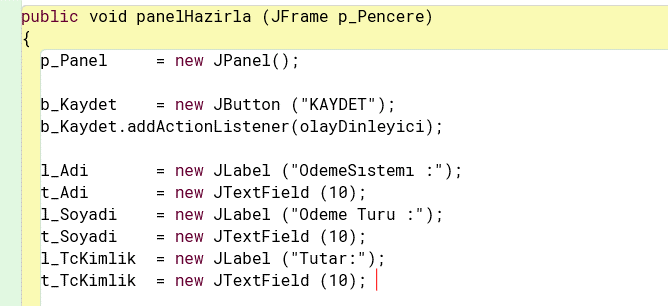 public void panelHazirla (JFrame p_Pencere)
{
p_Panel     = new JPanel();
b_Kaydet    = new JButton ("KAYDET");
b_Kaydet.addActionListener(olayDinleyici);
l_Adi       = new JLabel ("OdemeSıstemı :");
t_Adi       = new JTextField (10);
l_Soyadi    = new JLabel ("Odeme Turu :");
t_Soyadi    = new JTextField (10);
l_TcKimlik  = new JLabel ("Tutar:");
t_TcKimlik  = new JTextField (10);